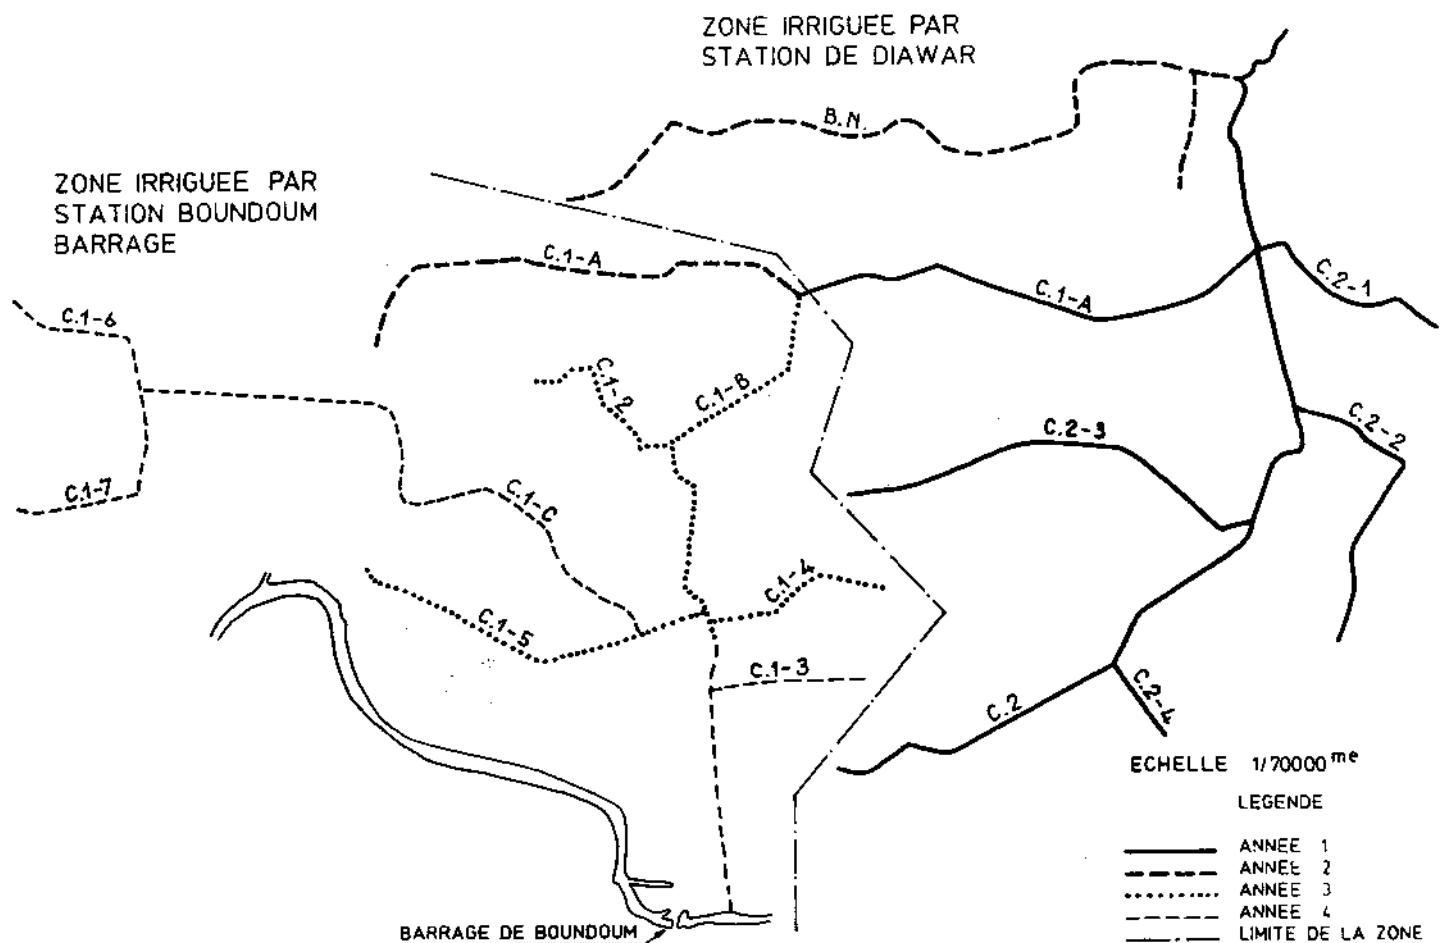 ZONE IRRIGUEE PAR
STATION DE DIAWAR
B.N.
ZONE IRRIGUEE PAR
STATION BOUNDOUM
BARRAGE
C.1-A
C.1-A
C.2-1
C.1-6
C.1-2
C.1-B
C.2-3
C.2-2
C.1-7
C.1-C
C.1-4
C.1-5
C.1-3
C.2
C.2-4
ECHELLE 1/70000me
LEGENDE
ANNEE 1
ANNEE 2
ANNEE 3
ANNEE 4
LIMITE DE LA ZONE
BARRAGE DE BOUNDOUM